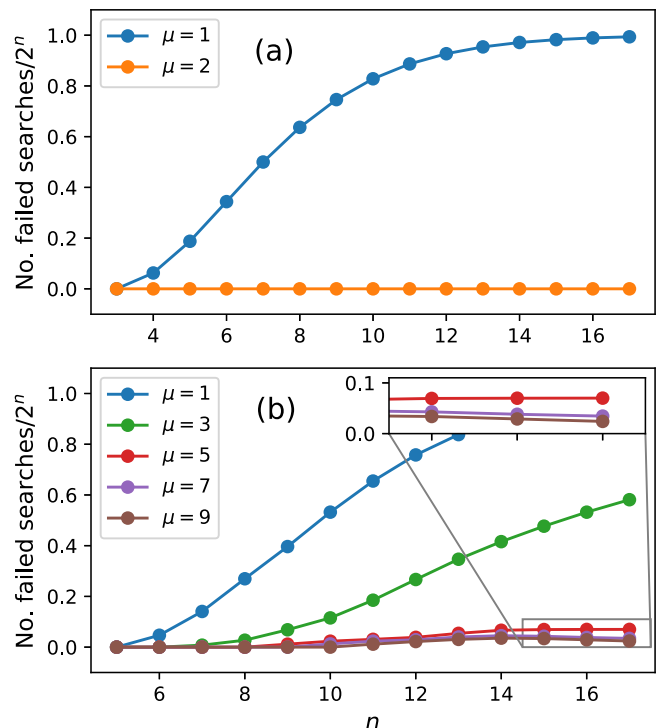 No. failed searches/2ⁿ
1.0
0.8
0.6
0.4
0.2
0.0
μ = 1
μ = 2
(a)
4 6 8 10 12 14 16
No. failed searches/2ⁿ
1.0
0.8
0.6
0.4
0.2
0.0
μ = 1
μ = 3
μ = 5
μ = 7
μ = 9
(b)
0.1
0.0
6 8 10 12 14 16
n